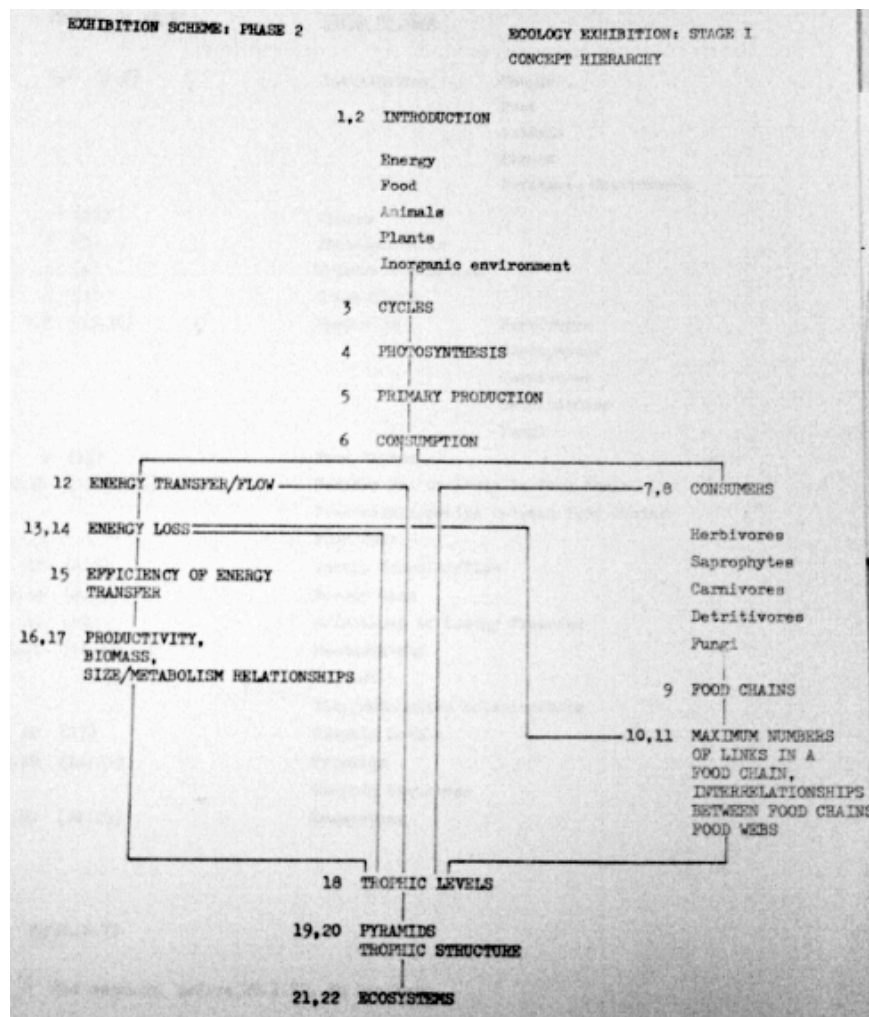 EXHIBITION SCHEME: PHASE 2
ECOLOGY EXHIBITION: STAGE I
CONCEPT HIERARCHY
1,2 INTRODUCTION
Energy
Food
Animals
Plants
Inorganic environment
3 CYCLES
4 PHOTOSYNTHESIS
5 PRIMARY PRODUCTION
6 CONSUMPTION
12 ENERGY TRANSFER/FLOW
13,14 ENERGY LOSS
15 EFFICIENCY OF ENERGY
TRANSFER
16,17 PRODUCTIVITY,
BIOMASS,
SIZE/METABOLISM RELATIONSHIPS
7,8 CONSUMERS
Herbivores
Saprophytes
Carnivores
Detritivores
Fungi
9 FOOD CHAINS
10,11 MAXIMUM NUMBERS
OF LINKS IN A
FOOD CHAIN,
INTERRELATIONSHIPS
BETWEEN FOOD CHAINS
FOOD WEBS
18 TROPHIC LEVELS
19,20 PYRAMIDS
TROPHIC STRUCTURE
21,22 ECOSYSTEMS